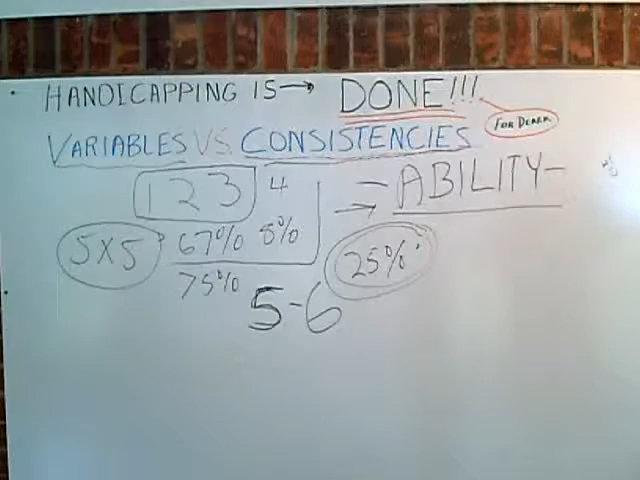 HANDICAPPING IS → DONE!!!
FOR DEREK
VARIABLES VS CONSISTENCIES
1 2 3 4
→ - ABILITY -
5X5 67% 8%
25%
75%
5-6